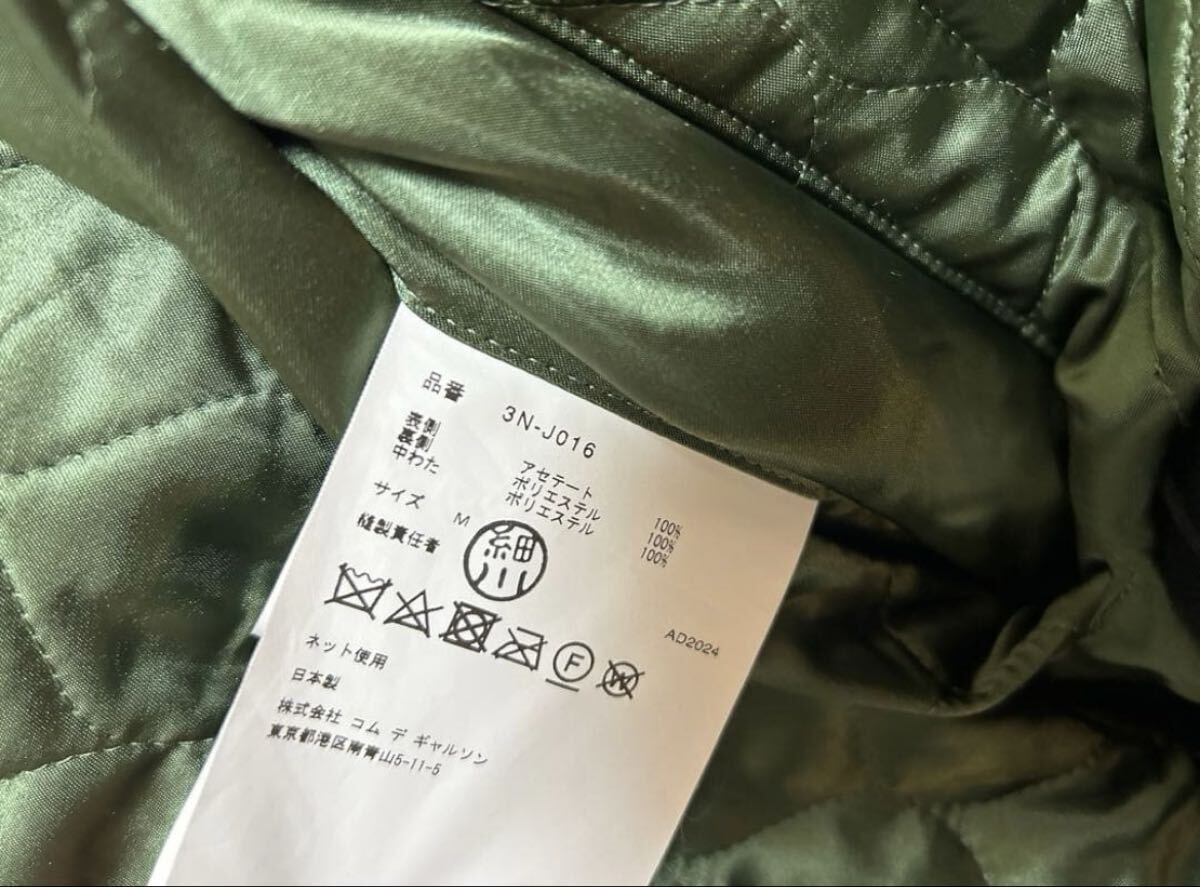 品番 3N-J016
表側 アセテート 100%
裏側 ポリエステル 100%
中わた ポリエステル 100%
サイズ M
縫製責任者 細川
F W
AD2024
ネット使用
日本製
株式会社 コム デ ギャルソン
東京都港区南青山5-11-5